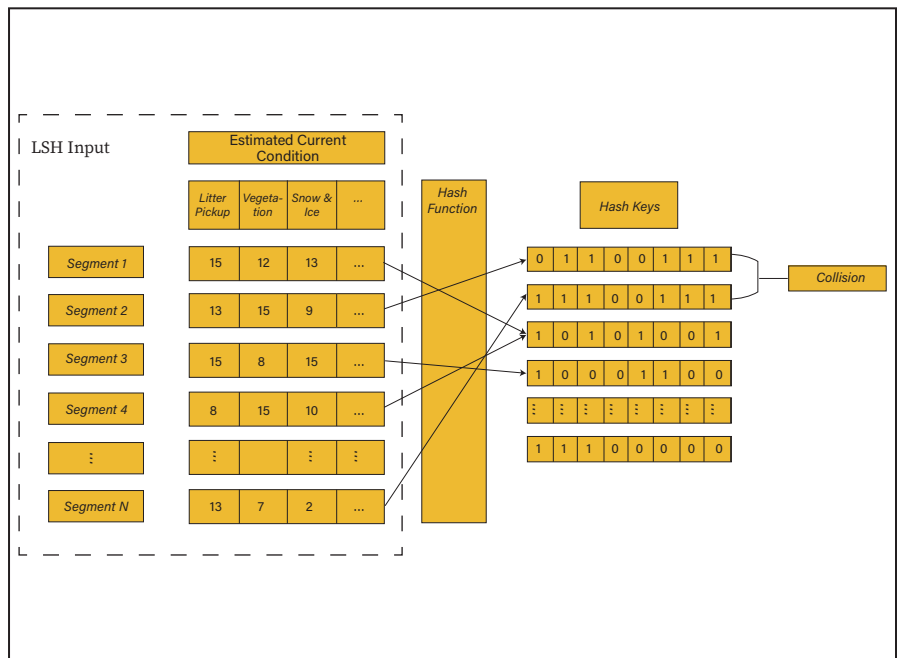 LSH Input
Estimated Current
Condition
Litter
Pickup
Vegeta-
tion
Snow &
Ice
...
Hash
Function
Hash Keys
Segment 1
15 12 13 ...
0 1 1 0 0 1 1 1
Collision
Segment 2
13 15 9 ...
1 1 1 0 0 1 1 1
Segment 3
15 8 15 ...
1 0 1 0 1 0 0 1
Segment 4
8 15 10 ...
1 0 0 0 1 1 0 0
⋮
⋮ ⋮ ⋮
⋮ ⋮ ⋮ ⋮ ⋮ ⋮ ⋮ ⋮
Segment N
13 7 2 ...
1 1 1 0 0 0 0 0